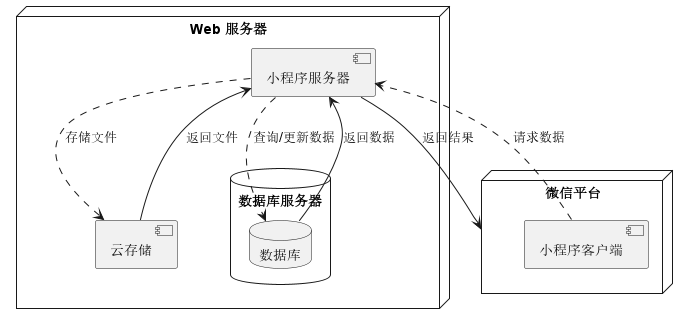 Web 服务器
小程序服务器
存储文件
返回文件
查询/更新数据
返回数据
返回结果
请求数据
微信平台
数据库服务器
云存储
数据库
小程序客户端